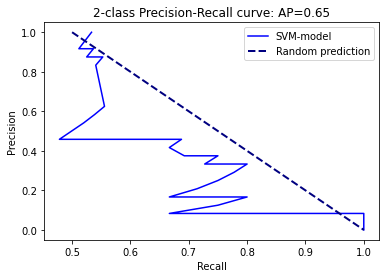 2-class Precision-Recall curve: AP=0.65
SVM-model
Random prediction
Precision
1.0
0.8
0.6
0.4
0.2
0.0
0.5
0.6
0.7
0.8
0.9
1.0
Recall